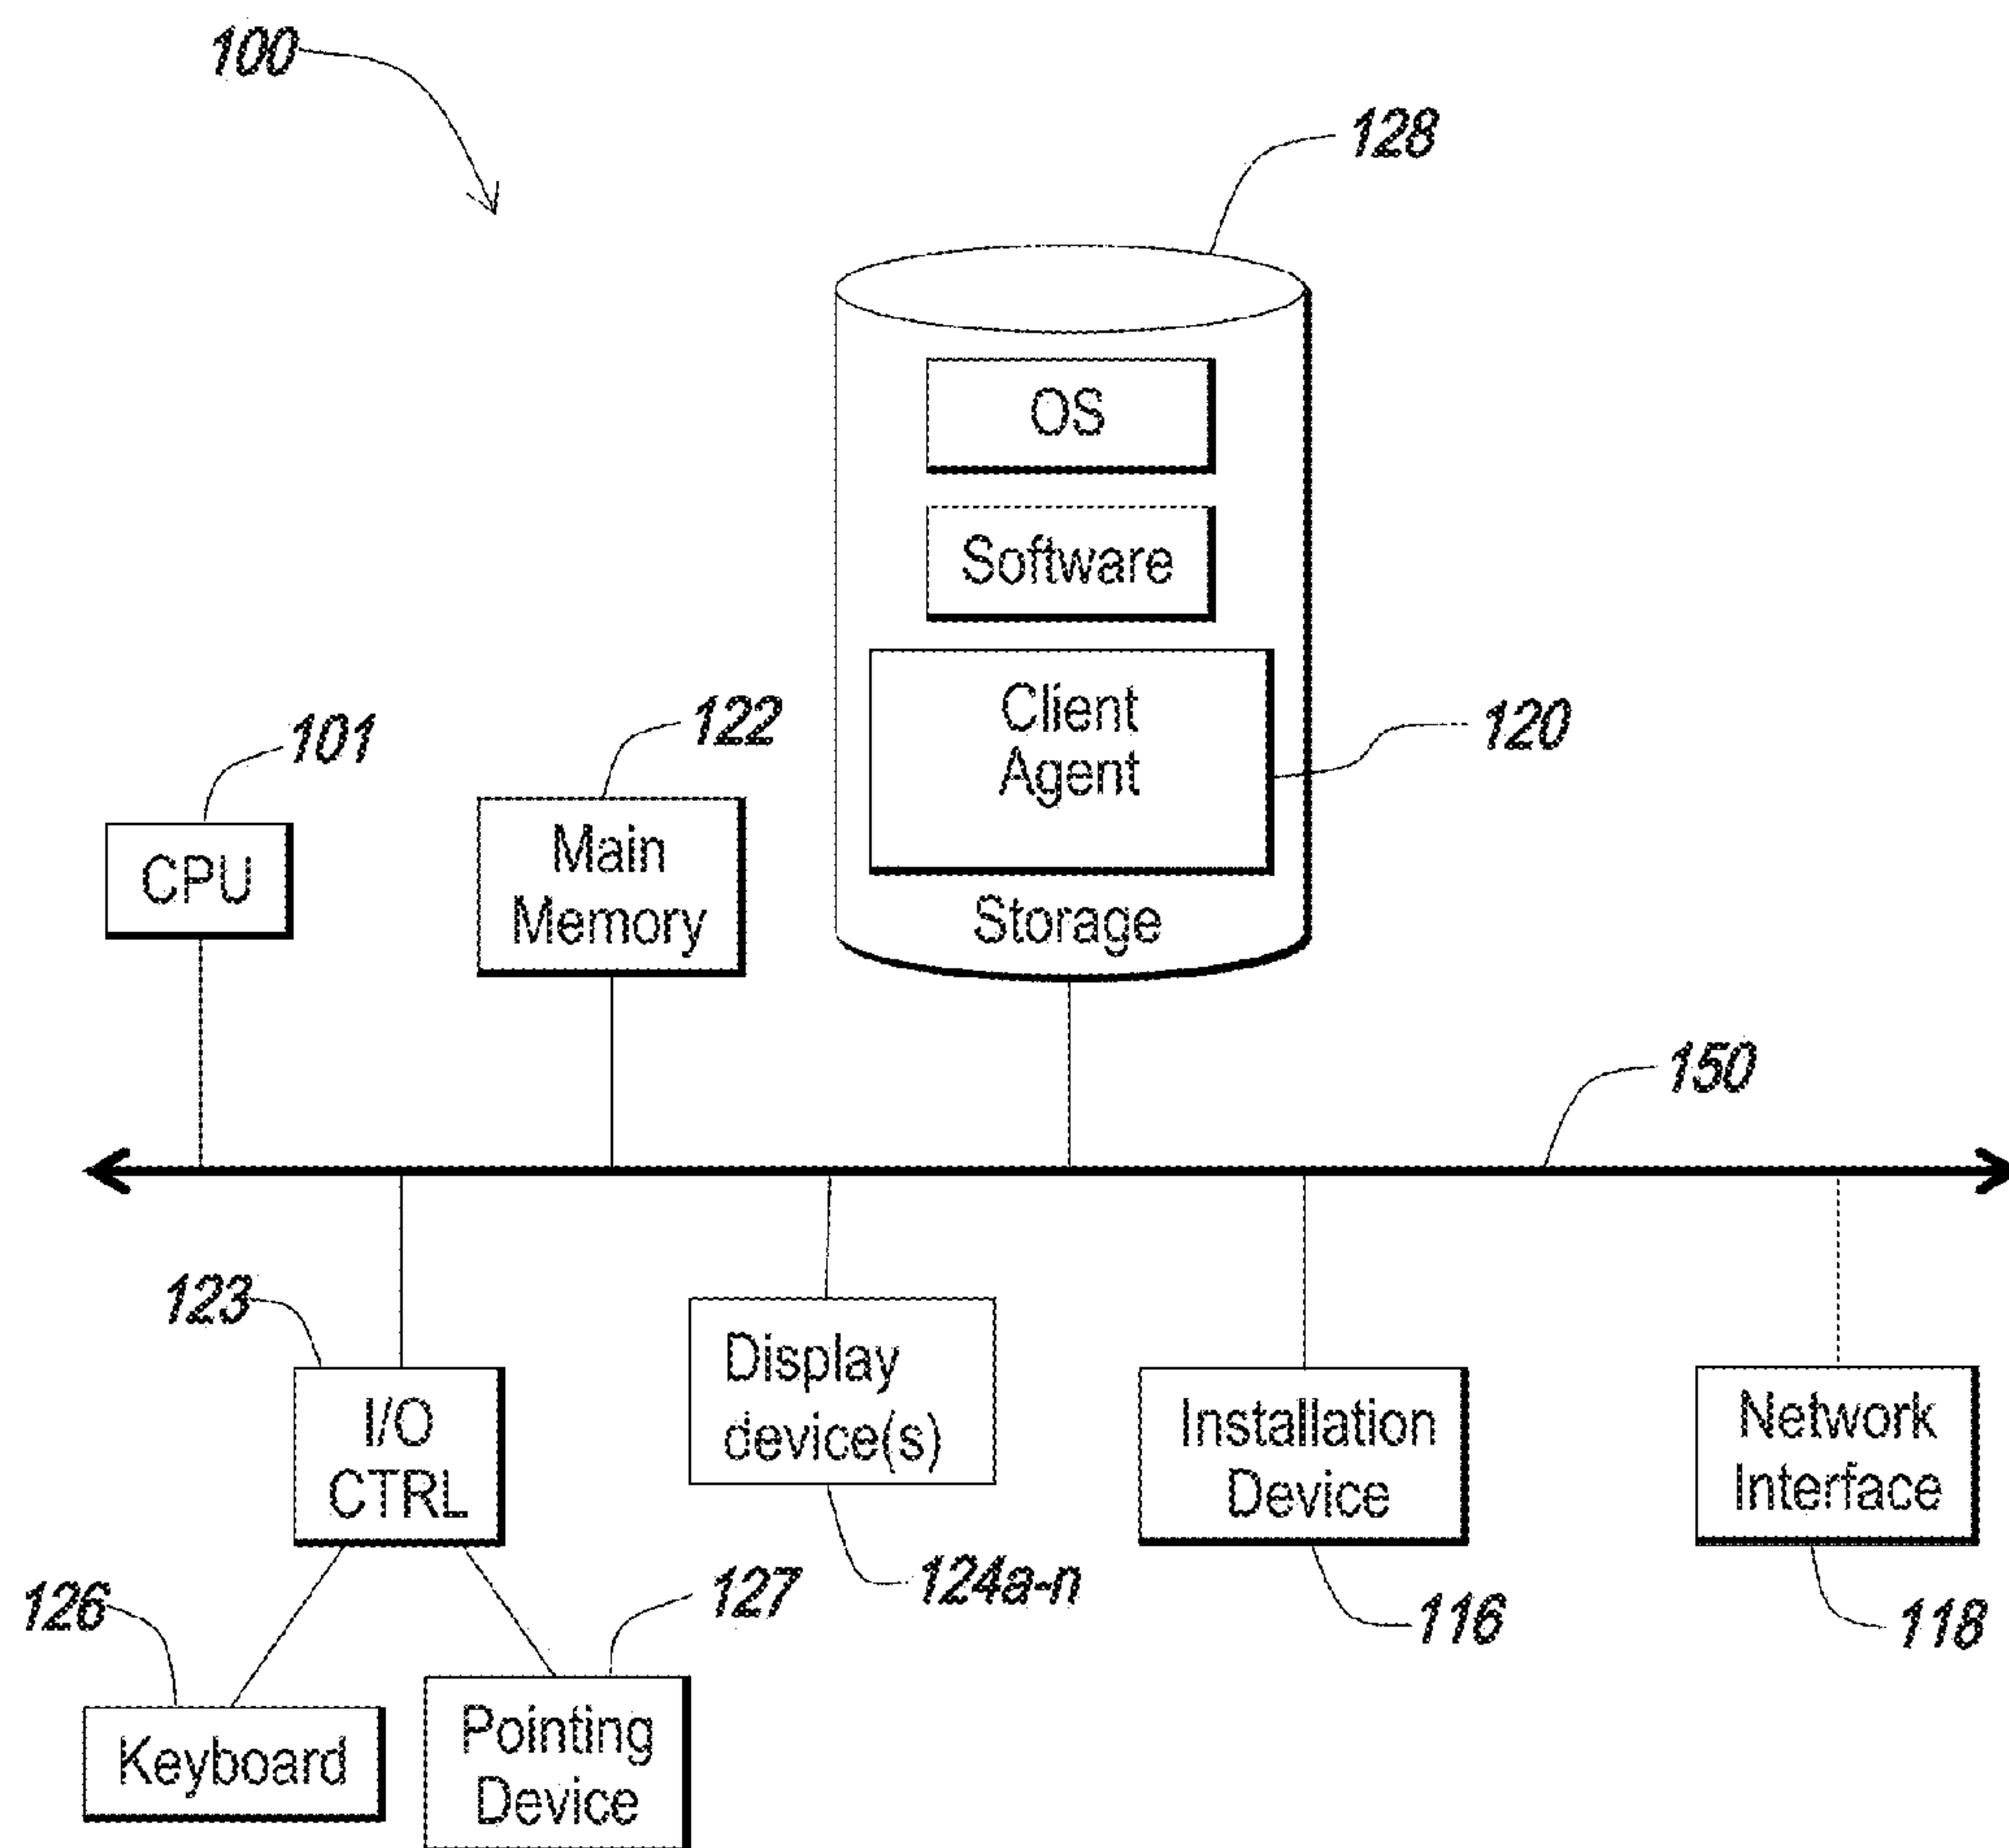 100
128
OS
Software
Client
Agent
120
Storage
101
CPU
122
Main
Memory
150
123
I/O
CTRL
Display
device(s)
124a-n
Installation
Device
116
Network
Interface
118
126
Keyboard
127
Pointing
Device